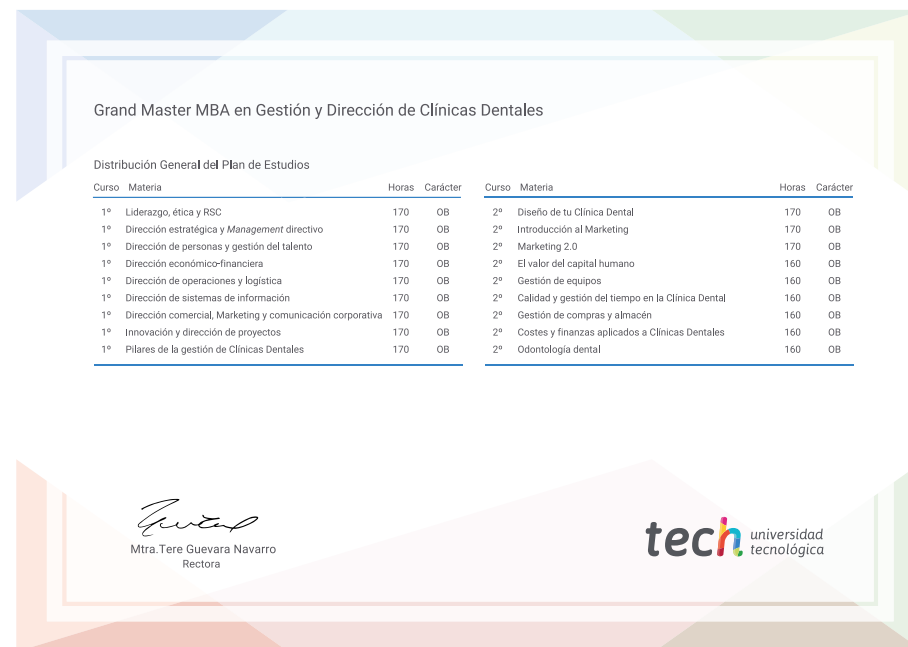 Grand Master MBA en Gestión y Dirección de Clínicas Dentales
Distribución General del Plan de Estudios
Curso Materia Horas Carácter
1º Liderazgo, ética y RSC 170 OB
1º Dirección estratégica y Management directivo 170 OB
1º Dirección de personas y gestión del talento 170 OB
1º Dirección económico-financiera 170 OB
1º Dirección de operaciones y logística 170 OB
1º Dirección de sistemas de información 170 OB
1º Dirección comercial, Marketing y comunicación corporativa 170 OB
1º Innovación y dirección de proyectos 170 OB
1º Pilares de la gestión de Clínicas Dentales 170 OB
Curso Materia Horas Carácter
2º Diseño de tu Clínica Dental 170 OB
2º Introducción al Marketing 170 OB
2º Marketing 2.0 170 OB
2º El valor del capital humano 160 OB
2º Gestión de equipos 160 OB
2º Calidad y gestión del tiempo en la Clínica Dental 160 OB
2º Gestión de compras y almacén 160 OB
2º Costes y finanzas aplicados a Clínicas Dentales 160 OB
2º Odontología dental 160 OB
Mtra.Tere Guevara Navarro
Rectora
tech universidad
tecnológica